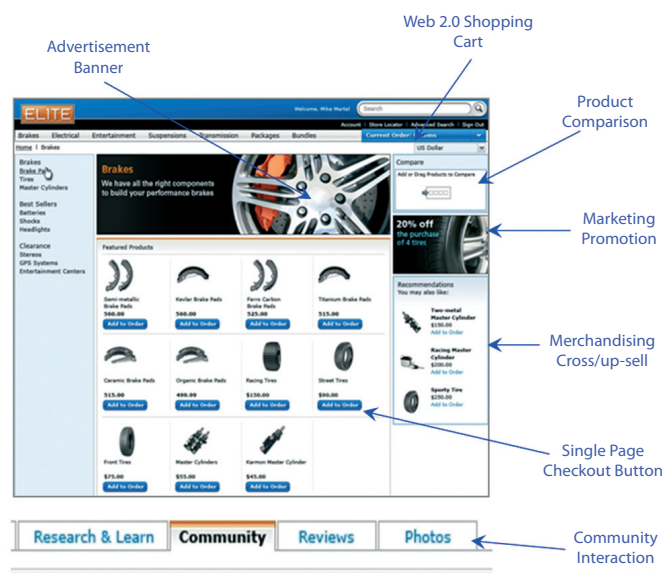 Web 2.0 Shopping
Cart
Advertisement
Banner
Product
Comparison
Marketing
Promotion
Merchandising
Cross/up-sell
Single Page
Checkout Button
Community
Interaction
ELITE
Welcome, Mike Martel
Search
Account | Store Locator | Advanced Search | Sign Out
Brakes Electrical Entertainment Suspensions Transmission Packages Bundles Current Order:
Home | Brakes
US Dollar
Brakes
Brake Pads
Tires
Master Cylinders
Best Sellers
Batteries
Shocks
Headlights
Clearance
Stereos
GPS Systems
Entertainment Centers
Brakes
We have all the right components
to build your performance brakes
Compare
Add or Drag Products to Compare
20% off
the purchase
of 4 tires
Featured Products
Semi-metallic
Brake Pads
$60.00
Add to Order
Kevlar Brake Pads
$60.00
Add to Order
Ferro Carbon
Brake Pads
$25.00
Add to Order
Titanium Brake Pads
$15.00
Add to Order
Ceramic Brake Pads
$15.00
Add to Order
Organic Brake Pads
Add to Order
Racing Tires
$150.00
Add to Order
Street Tires
$90.00
Add to Order
Front Tires
$75.00
Add to Order
Master Cylinders
$55.00
Add to Order
Karmon Master Cylinder
$45.00
Add to Order
Recommendations
You may also like:
Two-metal
Master Cylinder
$150.00
Add to Order
Racing Master
Cylinder
$200.00
Add to Order
Sporty Tire
$250.00
Add to Order
Research & Learn
Community
Reviews
Photos